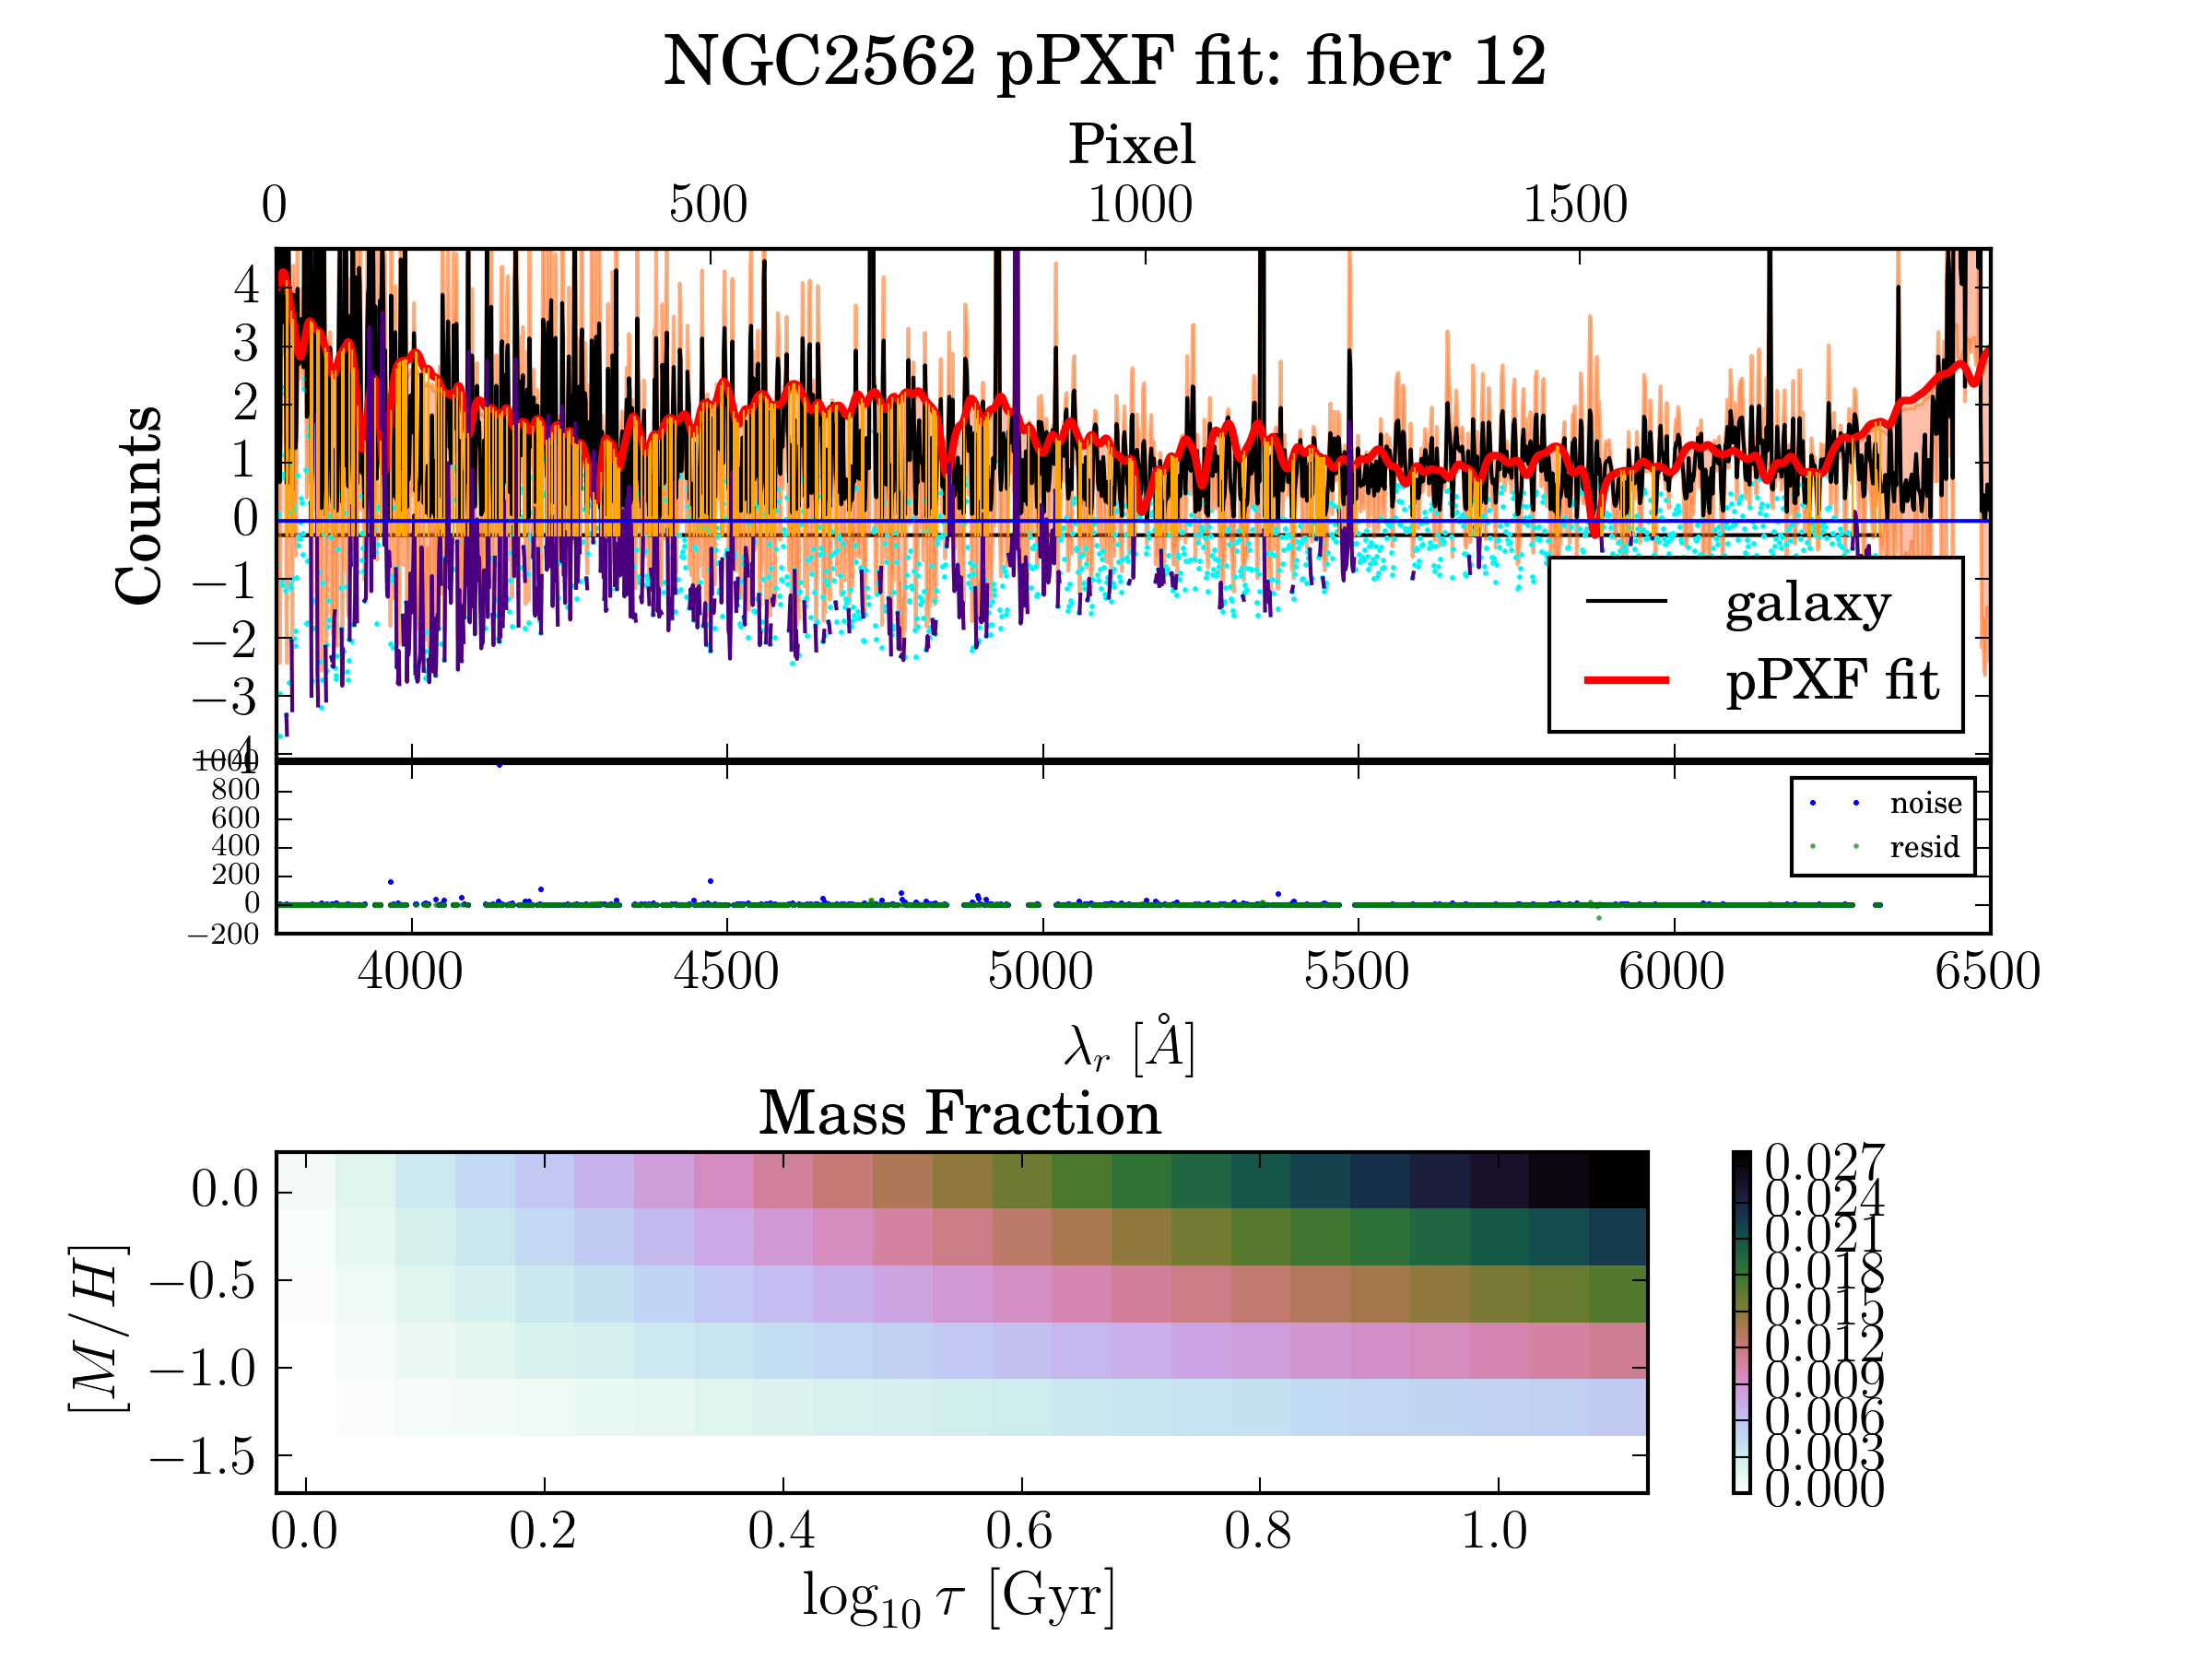 NGC2562 pPXF fit: fiber 12
Pixel
0 500 1000 1500
Counts
4
3
2
1
0
−1
−2
−3
−4
galaxy
pPXF fit
1000
800
600
400
200
0
−200
noise
resid
4000 4500 5000 5500 6000 6500
λr [Å]
Mass Fraction
[M/H]
0.0
−0.5
−1.0
−1.5
0.0 0.2 0.4 0.6 0.8 1.0
log10 τ [Gyr]
0.027
0.024
0.021
0.018
0.015
0.012
0.009
0.006
0.003
0.000